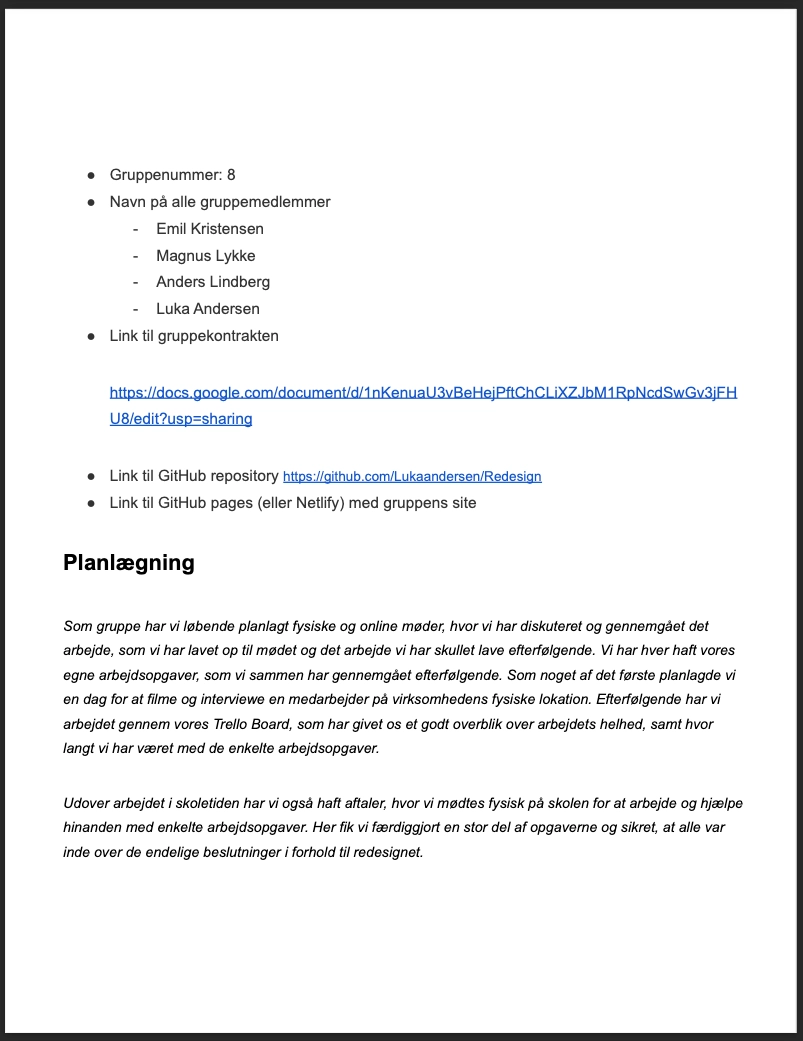 ● Gruppenummer: 8
● Navn på alle gruppemedlemmer
- Emil Kristensen
- Magnus Lykke
- Anders Lindberg
- Luka Andersen
● Link til gruppekontrakten
https://docs.google.com/document/d/1nKenuaU3vBeHejPftChCLiXZJbM1RpNcdSwGv3jFH
U8/edit?usp=sharing
● Link til GitHub repository https://github.com/Lukaandersen/Redesign
● Link til GitHub pages (eller Netlify) med gruppens site
Planlægning
Som gruppe har vi løbende planlagt fysiske og online møder, hvor vi har diskuteret og gennemgået det
arbejde, som vi har lavet op til mødet og det arbejde vi har skullet lave efterfølgende. Vi har hver haft vores
egne arbejdsopgaver, som vi sammen har gennemgået efterfølgende. Som noget af det første planlagde vi
en dag for at filme og interviewe en medarbejder på virksomhedens fysiske lokation. Efterfølgende har vi
arbejdet gennem vores Trello Board, som har givet os et godt overblik over arbejdets helhed, samt hvor
langt vi har været med de enkelte arbejdsopgaver.
Udover arbejdet i skoletiden har vi også haft aftaler, hvor vi mødtes fysisk på skolen for at arbejde og hjælpe
hinanden med enkelte arbejdsopgaver. Her fik vi færdiggjort en stor del af opgaverne og sikret, at alle var
inde over de endelige beslutninger i forhold til redesignet.